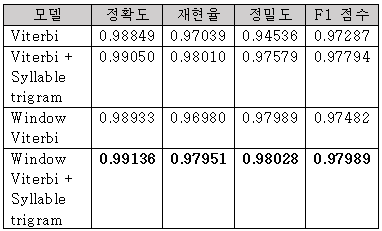 모델 정확도 재현율 정밀도 F1 점수
Viterbi 0.98849 0.97039 0.94536 0.97287
Viterbi + 0.99050 0.98010 0.97579 0.97794
Syllable
trigram
Window 0.98933 0.96980 0.97989 0.97482
Viterbi
Window 0.99136 0.97951 0.98028 0.97989
Viterbi +
Syllable
trigram